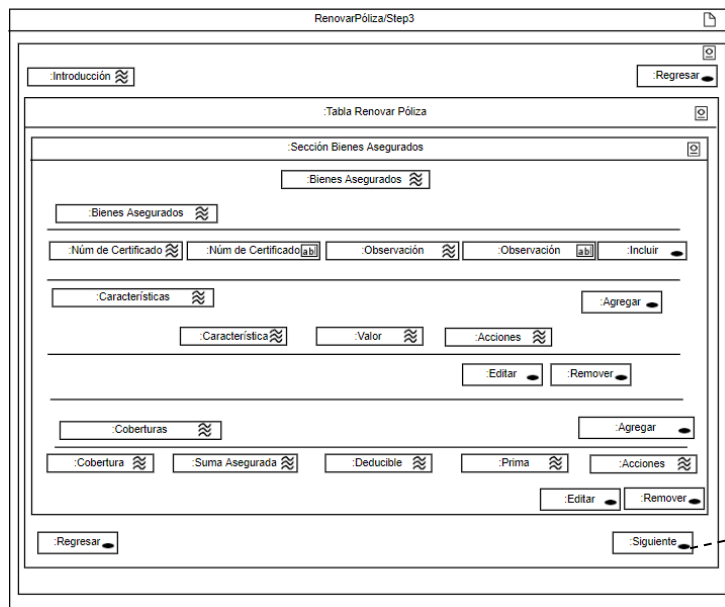 RenovarPóliza/Step3
:Introducción
:Regresar
:Tabla Renovar Póliza
:Sección Bienes Asegurados
:Bienes Asegurados
:Bienes Asegurados
:Núm de Certificado :Núm de Certificado ab :Observación :Observación ab :Incluir
:Características
:Agregar
:Característica :Valor :Acciones
:Editar :Remover
:Coberturas :Agregar
:Cobertura :Suma Asegurada :Deducible :Prima :Acciones
:Editar :Remover
:Regresar :Siguiente